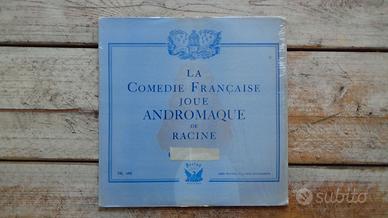 LA
COMEDIE FRANÇAISE
JOUE
ANDROMAQUE
DE
RACINE
subito